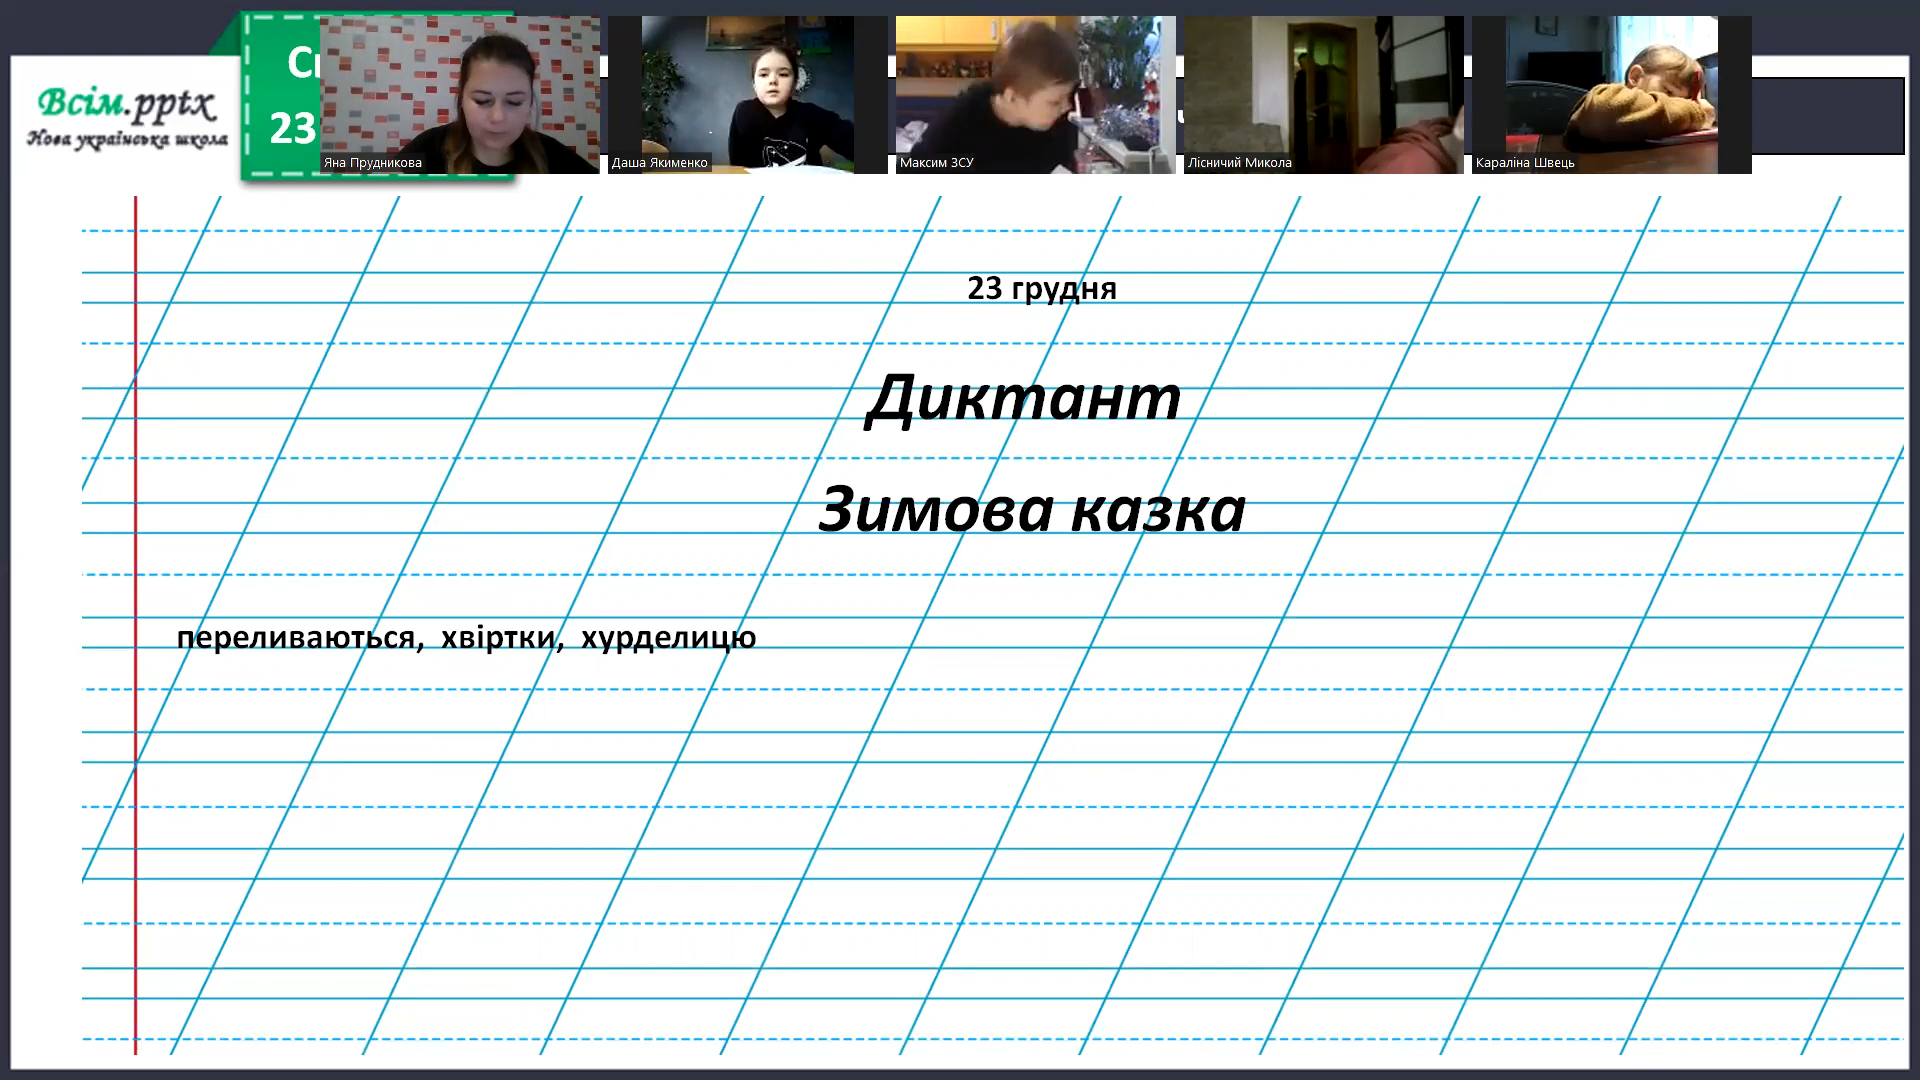 Всім.pptx
Нова українська школа
23
Яна Прудникова
Даша Якименко
Максим ЗСУ
Лісничий Микола
Караліна Швець
23 грудня
Диктант
Зимова казка
переливаються, хвіртки, хурделицю